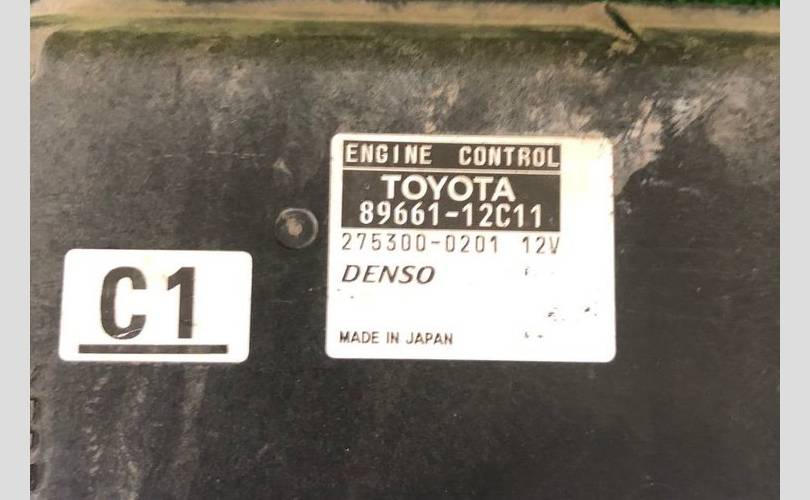 ENGINE CONTROL
TOYOTA
89661-12C11
275300-0201 12V
DENSO
MADE IN JAPAN
C1